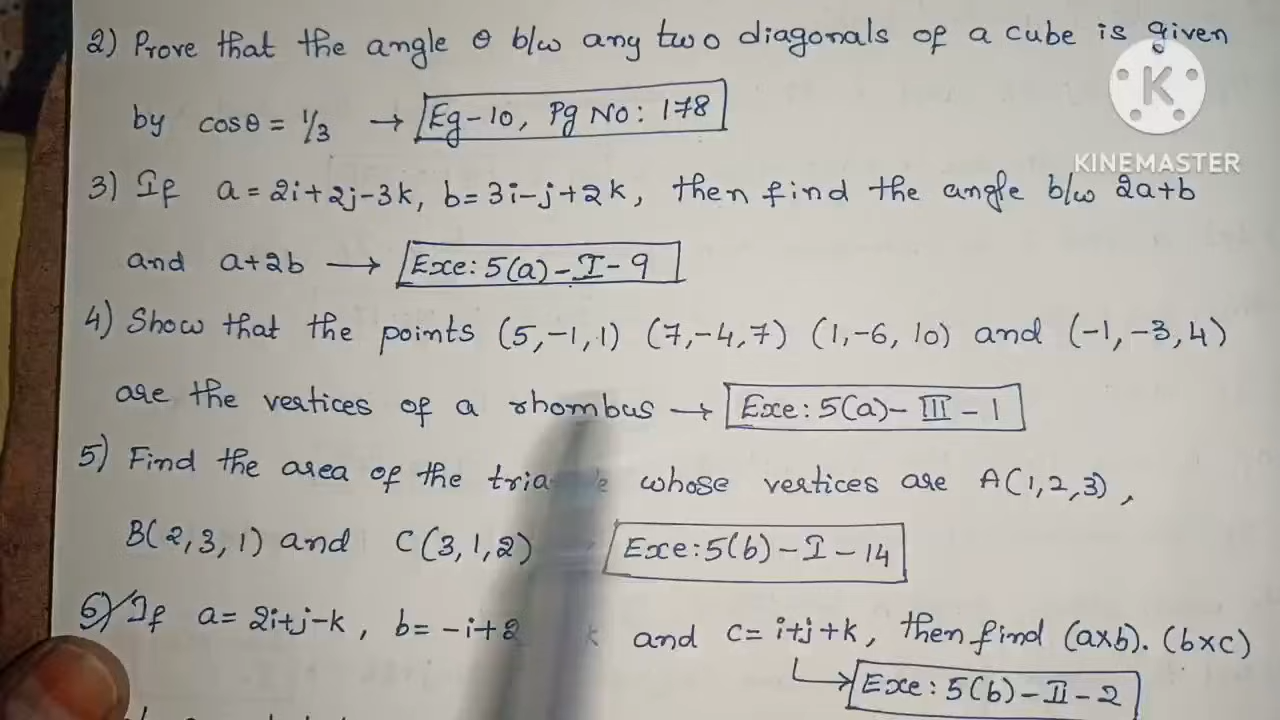 2) Prove that the angle θ b/w any two diagonals of a cube is given
by cosθ = 1/3 → Eg-10, Pg No: 178
K
KINEMASTER
3) If a = 2i+2j-3k, b = 3i-j+2k, then find the angle b/w 2a+b
and a+2b → Exe: 5(a)-I-9
4) Show that the points (5,-1,1) (7,-4,7) (1,-6,10) and (-1,-3,4)
are the vertices of a rhombus → Exe: 5(a)-III-1
5) Find the area of the whose vertices are A(1,2,3),
B(2,3,1) and C(3,1,2) Exe: 5(b)-I-14
6) If a = 2i+j-k, b = -i+2 k and c = i+j+k, then find (axb). (bxc)
Exe: 5(b)-II-2